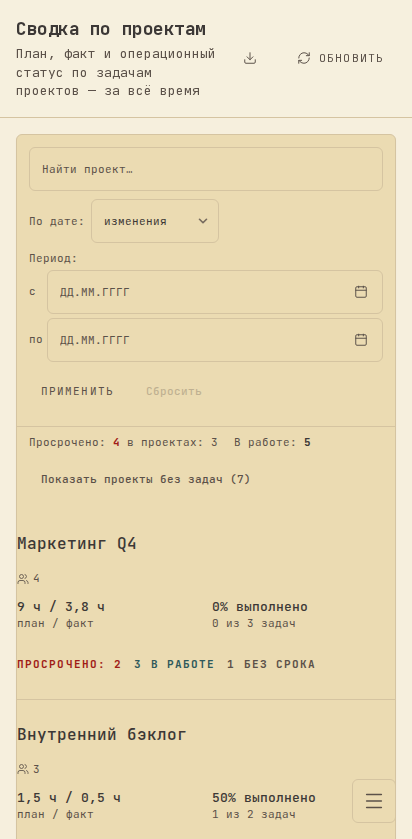 Сводка по проектам
План, факт и операционный
статус по задачам
проектов — за всё время
ОБНОВИТЬ
Найти проект…
По дате: изменения
Период:
с ДД.ММ.ГГГГ
по ДД.ММ.ГГГГ
ПРИМЕНИТЬ Сбросить
Просрочено: 4 в проектах: 3 В работе: 5
Показать проекты без задач (7)
Маркетинг Q4
4
9 ч / 3,8 ч 0% выполнено
план / факт 0 из 3 задач
ПРОСРОЧЕНО: 2 3 В РАБОТЕ 1 БЕЗ СРОКА
Внутренний бэклог
3
1,5 ч / 0,5 ч 50% выполнено
план / факт 1 из 2 задач